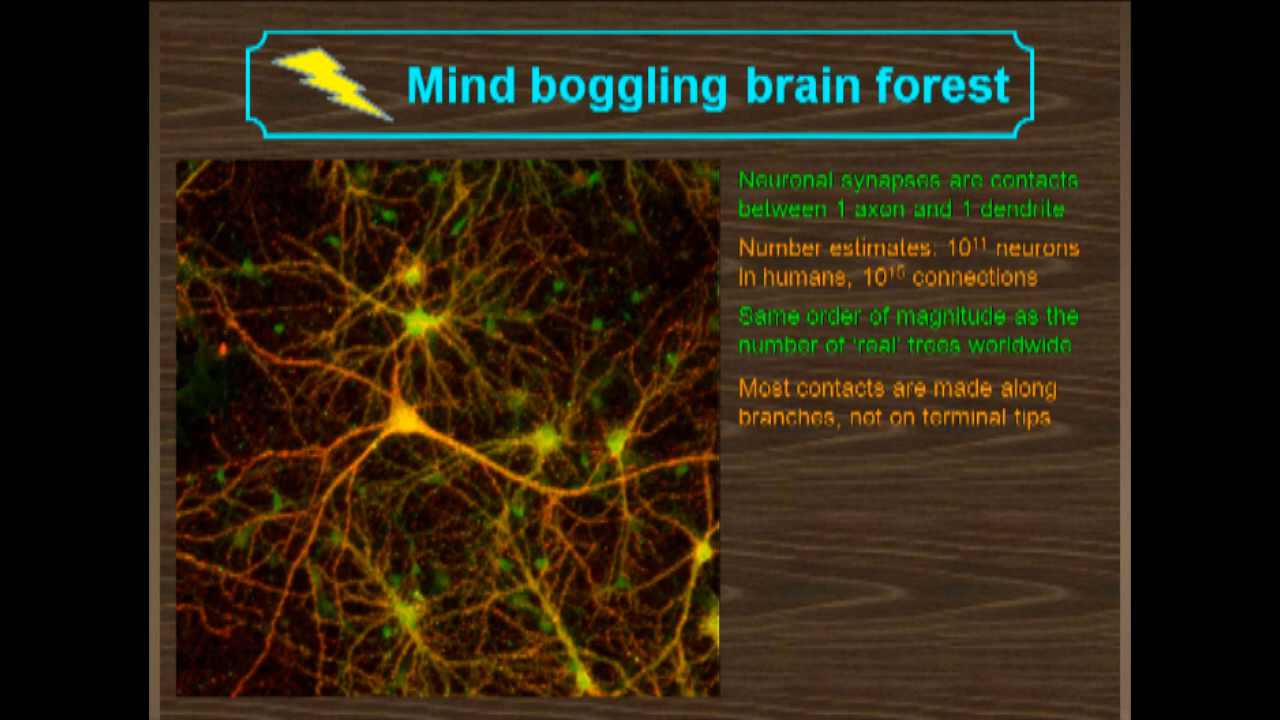 Mind boggling brain forest
Neuronal synapses are contacts
between 1 axon and 1 dendrite
Number estimates: 10¹¹ neurons
in humans, 10¹⁵ connections
Same order of magnitude as the
number of 'real' trees worldwide
Most contacts are made along
branches, not on terminal tips